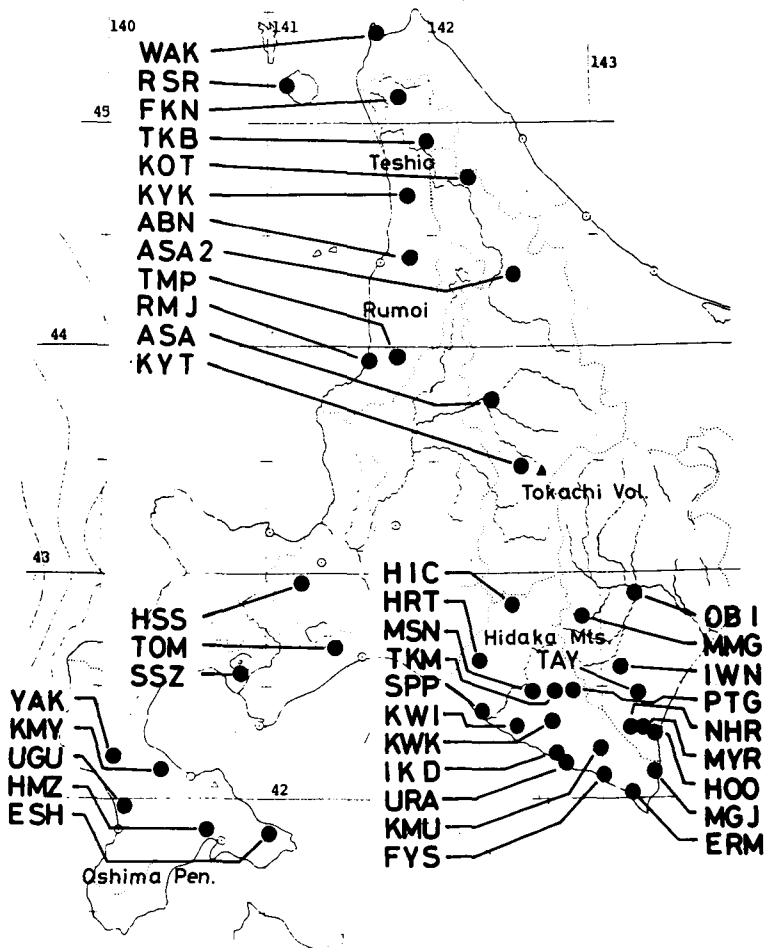 140
141
142
143
WAK
RSR
FKN
45
TKB
KOT
Teshio
KYK
ABN
ASA2
TMP
RMJ
Rumoi
ASA
44
KYT
Tokachi Vol.
43
HSS
TOM
SSZ
HIC
HRT
MSN
Hidaka Mts.
TKM
TAY
SPP
KWI
KWK
IKD
URA
KMU
FYS
OBI
MMG
IWN
PTG
NHR
MYR
HOO
MGJ
ERM
YAK
KMY
UGU
HMZ
42
ESH
Oshima Pen.